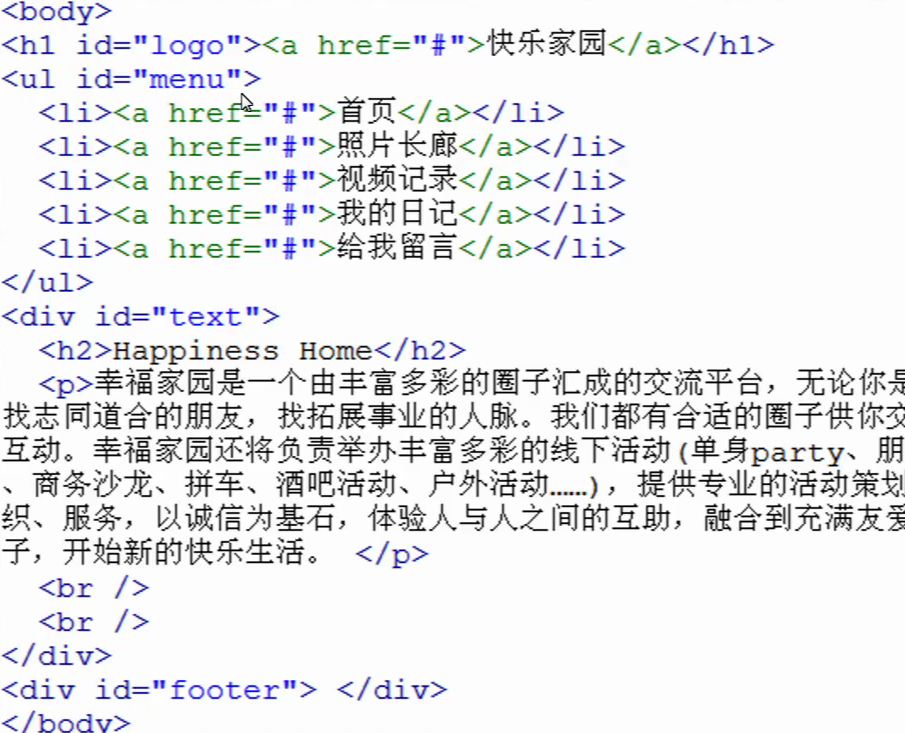 <body>
<h1 id="logo"><a href="#">快乐家园</a></h1>
<ul id="menu">
<li><a href="#">首页</a></li>
<li><a href="#">照片长廊</a></li>
<li><a href="#">视频记录</a></li>
<li><a href="#">我的日记</a></li>
<li><a href="#">给我留言</a></li>
</ul>
<div id="text">
<h2>Happiness Home</h2>
<p>幸福家园是一个由丰富多彩的圈子汇成的交流平台，无论你是
找志同道合的朋友，找拓展事业的人脉。我们都有合适的圈子供你交
互动。幸福家园还将负责举办丰富多彩的线下活动(单身party、朋
、商务沙龙、拼车、酒吧活动、户外活动……)，提供专业的活动策划
织、服务，以诚信为基石，体验人与人之间的互助，融合到充满友爱
子，开始新的快乐生活。 </p>
<br />
<br />
</div>
<div id="footer"> </div>
</body>